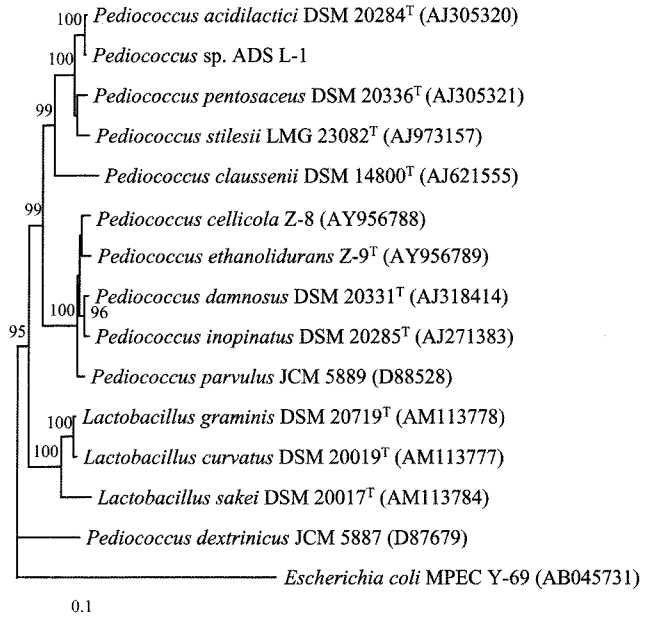 100 Pediococcus acidilactici DSM 20284ᵀ (AJ305320)
100 Pediococcus sp. ADS L-1
Pediococcus pentosaceus DSM 20336ᵀ (AJ305321)
99 Pediococcus stilesii LMG 23082ᵀ (AJ973157)
Pediococcus claussenii DSM 14800ᵀ (AJ621555)
99 Pediococcus cellicola Z-8 (AY956788)
Pediococcus ethanolidurans Z-9ᵀ (AY956789)
Pediococcus damnosus DSM 20331ᵀ (AJ318414)
100 96
95 Pediococcus inopinatus DSM 20285ᵀ (AJ271383)
Pediococcus parvulus JCM 5889 (D88528)
100 Lactobacillus graminis DSM 20719ᵀ (AM113778)
100 Lactobacillus curvatus DSM 20019ᵀ (AM113777)
Lactobacillus sakei DSM 20017ᵀ (AM113784)
Pediococcus dextrinicus JCM 5887 (D87679)
Escherichia coli MPEC Y-69 (AB045731)
0.1